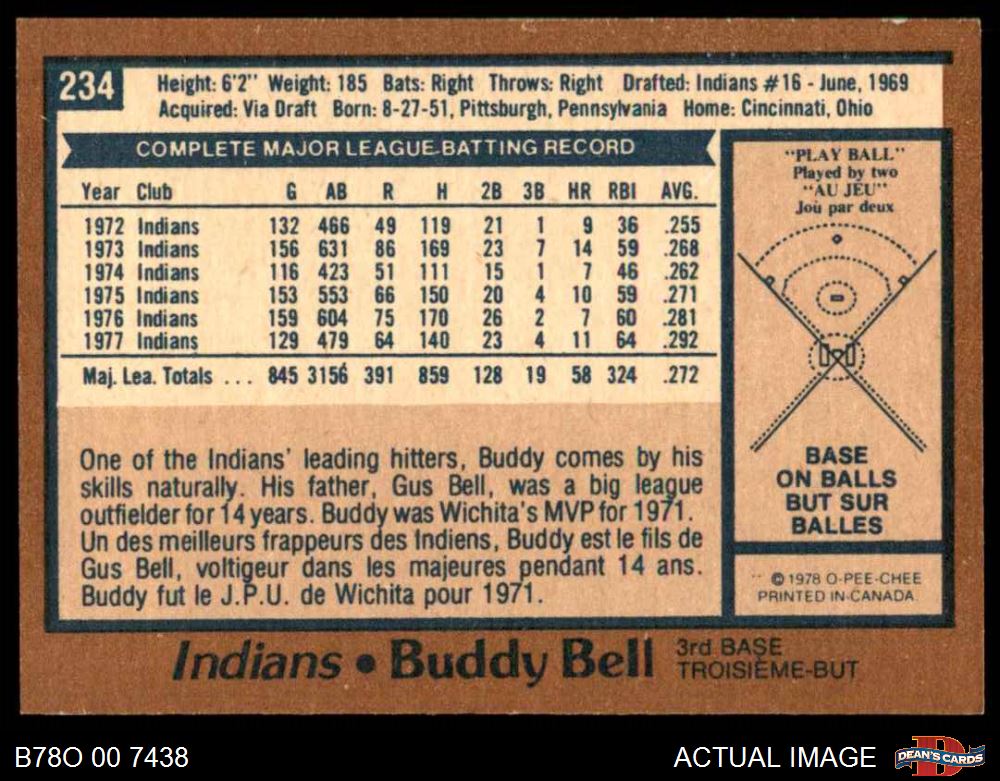 234
Height: 6'2" Weight: 185 Bats: Right Throws: Right Drafted: Indians #16 - June, 1969
Acquired: Via Draft Born: 8-27-51, Pittsburgh, Pennsylvania Home: Cincinnati, Ohio
COMPLETE MAJOR LEAGUE BATTING RECORD
Year Club G AB R H 2B 3B HR RBI AVG.
1972 Indians 132 466 49 119 21 1 9 36 .255
1973 Indians 156 631 86 169 23 7 14 59 .268
1974 Indians 116 423 51 111 15 1 7 46 .262
1975 Indians 153 553 66 150 20 4 10 59 .271
1976 Indians 159 604 75 170 26 2 7 60 .281
1977 Indians 129 479 64 140 23 4 11 64 .292
Maj. Lea. Totals ... 845 3156 391 859 128 19 58 324 .272
One of the Indians' leading hitters, Buddy comes by his
skills naturally. His father, Gus Bell, was a big league
outfielder for 14 years. Buddy was Wichita's MVP for 1971.
Un des meilleurs frappeurs des Indiens, Buddy est le fils de
Gus Bell, voltigeur dans les majeures pendant 14 ans.
Buddy fut le J.P.U. de Wichita pour 1971.
"PLAY BALL"
Played by two
"AU JEU"
Joù par deux
BASE
ON BALLS
BUT SUR
BALLES
© 1978 O-PEE-CHEE
PRINTED IN CANADA
Indians • Buddy Bell
3rd BASE
TROISIÈME-BUT
B78O 00 7438
ACTUAL IMAGE
D
DEAN'S CARDS